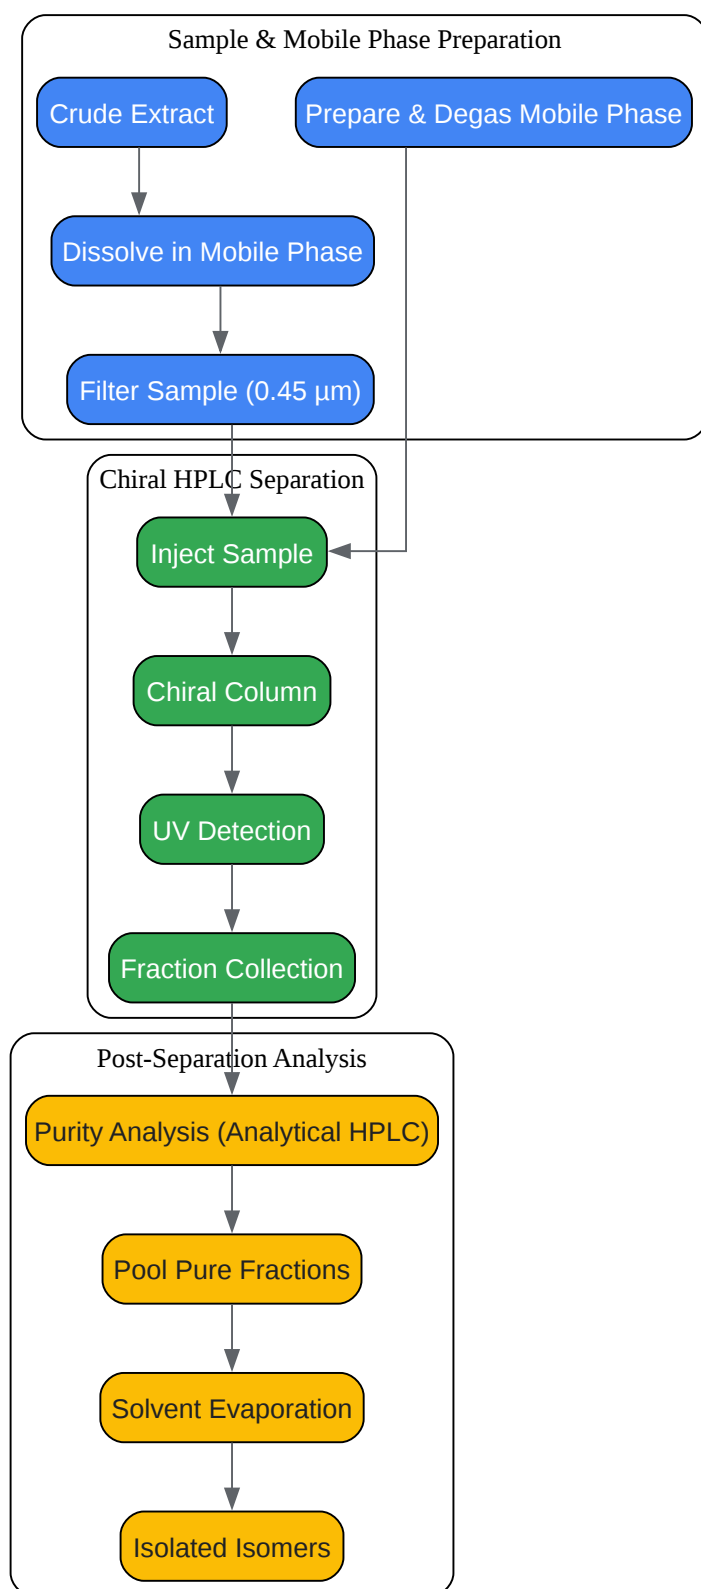 Sample & Mobile Phase Preparation
Crude Extract
Prepare & Degas Mobile Phase
Dissolve in Mobile Phase
Filter Sample (0.45 µm)
Chiral HPLC Separation
Inject Sample
Chiral Column
UV Detection
Fraction Collection
Post-Separation Analysis
Purity Analysis (Analytical HPLC)
Pool Pure Fractions
Solvent Evaporation
Isolated Isomers